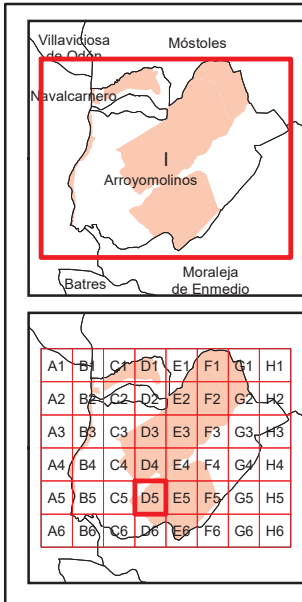 Villaviciosa Móstoles
de Odón
Navalcarnero
I
Arroyomolinos
Moraleja
Batres de Enmedio
A1 B1 C1 D1 E1 F1 G1 H1
A2 B2 C2 D2 E2 F2 G2 H2
A3 B3 C3 D3 E3 F3 G3 H3
A4 B4 C4 D4 E4 F4 G4 H4
A5 B5 C5 D5 E5 F5 G5 H5
A6 B6 C6 D6 E6 F6 G6 H6